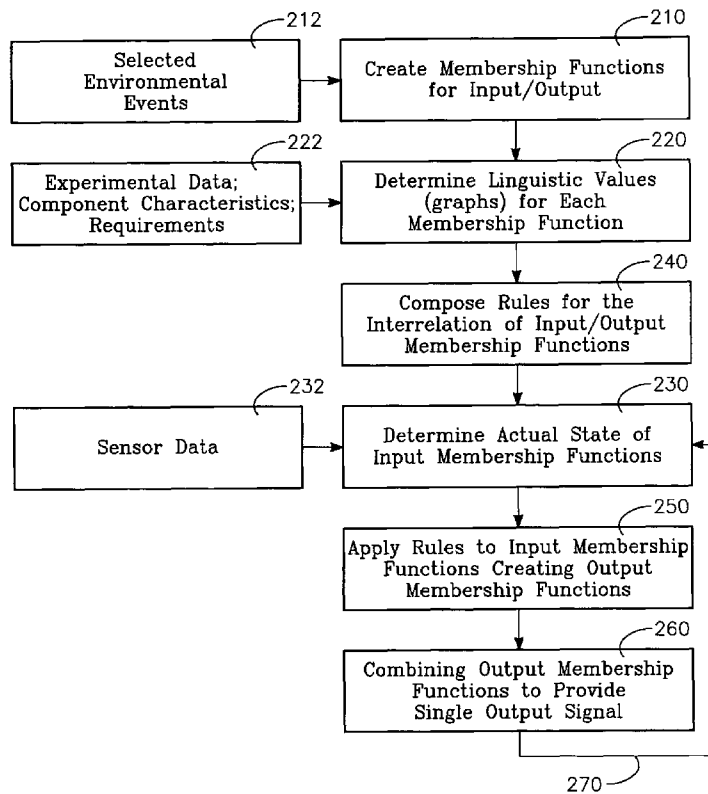 212
Selected
Environmental
Events
210
Create Membership Functions
for Input/Output
222
Experimental Data;
Component Characteristics;
Requirements
220
Determine Linguistic Values
(graphs) for Each
Membership Function
240
Compose Rules for the
Interrelation of Input/Output
Membership Functions
232
Sensor Data
230
Determine Actual State of
Input Membership Functions
250
Apply Rules to Input Membership
Functions Creating Output
Membership Functions
260
Combining Output Membership
Functions to Provide
Single Output Signal
270